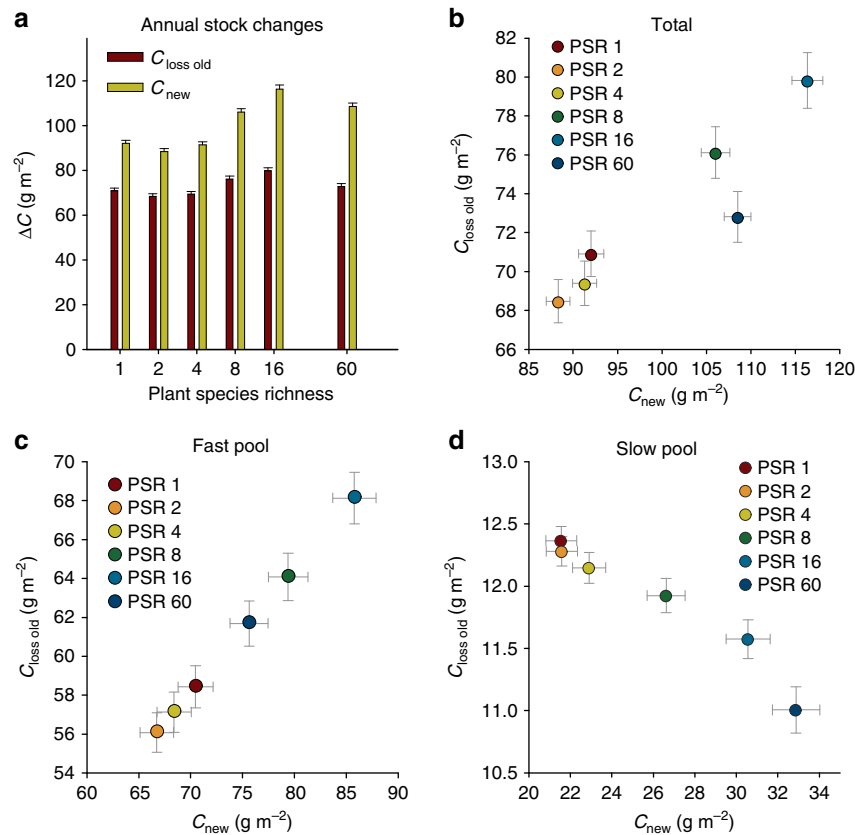 a
Annual stock changes
C loss old
C new
120
100
80
60
40
20
0
ΔC (g m⁻²)
1 2 4 8 16 60
Plant species richness
b
Total
PSR 1
PSR 2
PSR 4
PSR 8
PSR 16
PSR 60
82
80
78
76
74
72
70
68
66
C loss old (g m⁻²)
85 90 95 100 105 110 115 120
C new (g m⁻²)
c
Fast pool
PSR 1
PSR 2
PSR 4
PSR 8
PSR 16
PSR 60
70
68
66
64
62
60
58
56
54
C loss old (g m⁻²)
60 65 70 75 80 85 90
C new (g m⁻²)
d
Slow pool
PSR 1
PSR 2
PSR 4
PSR 8
PSR 16
PSR 60
13.0
12.5
12.0
11.5
11.0
10.5
C loss old (g m⁻²)
20 22 24 26 28 30 32 34
C new (g m⁻²)